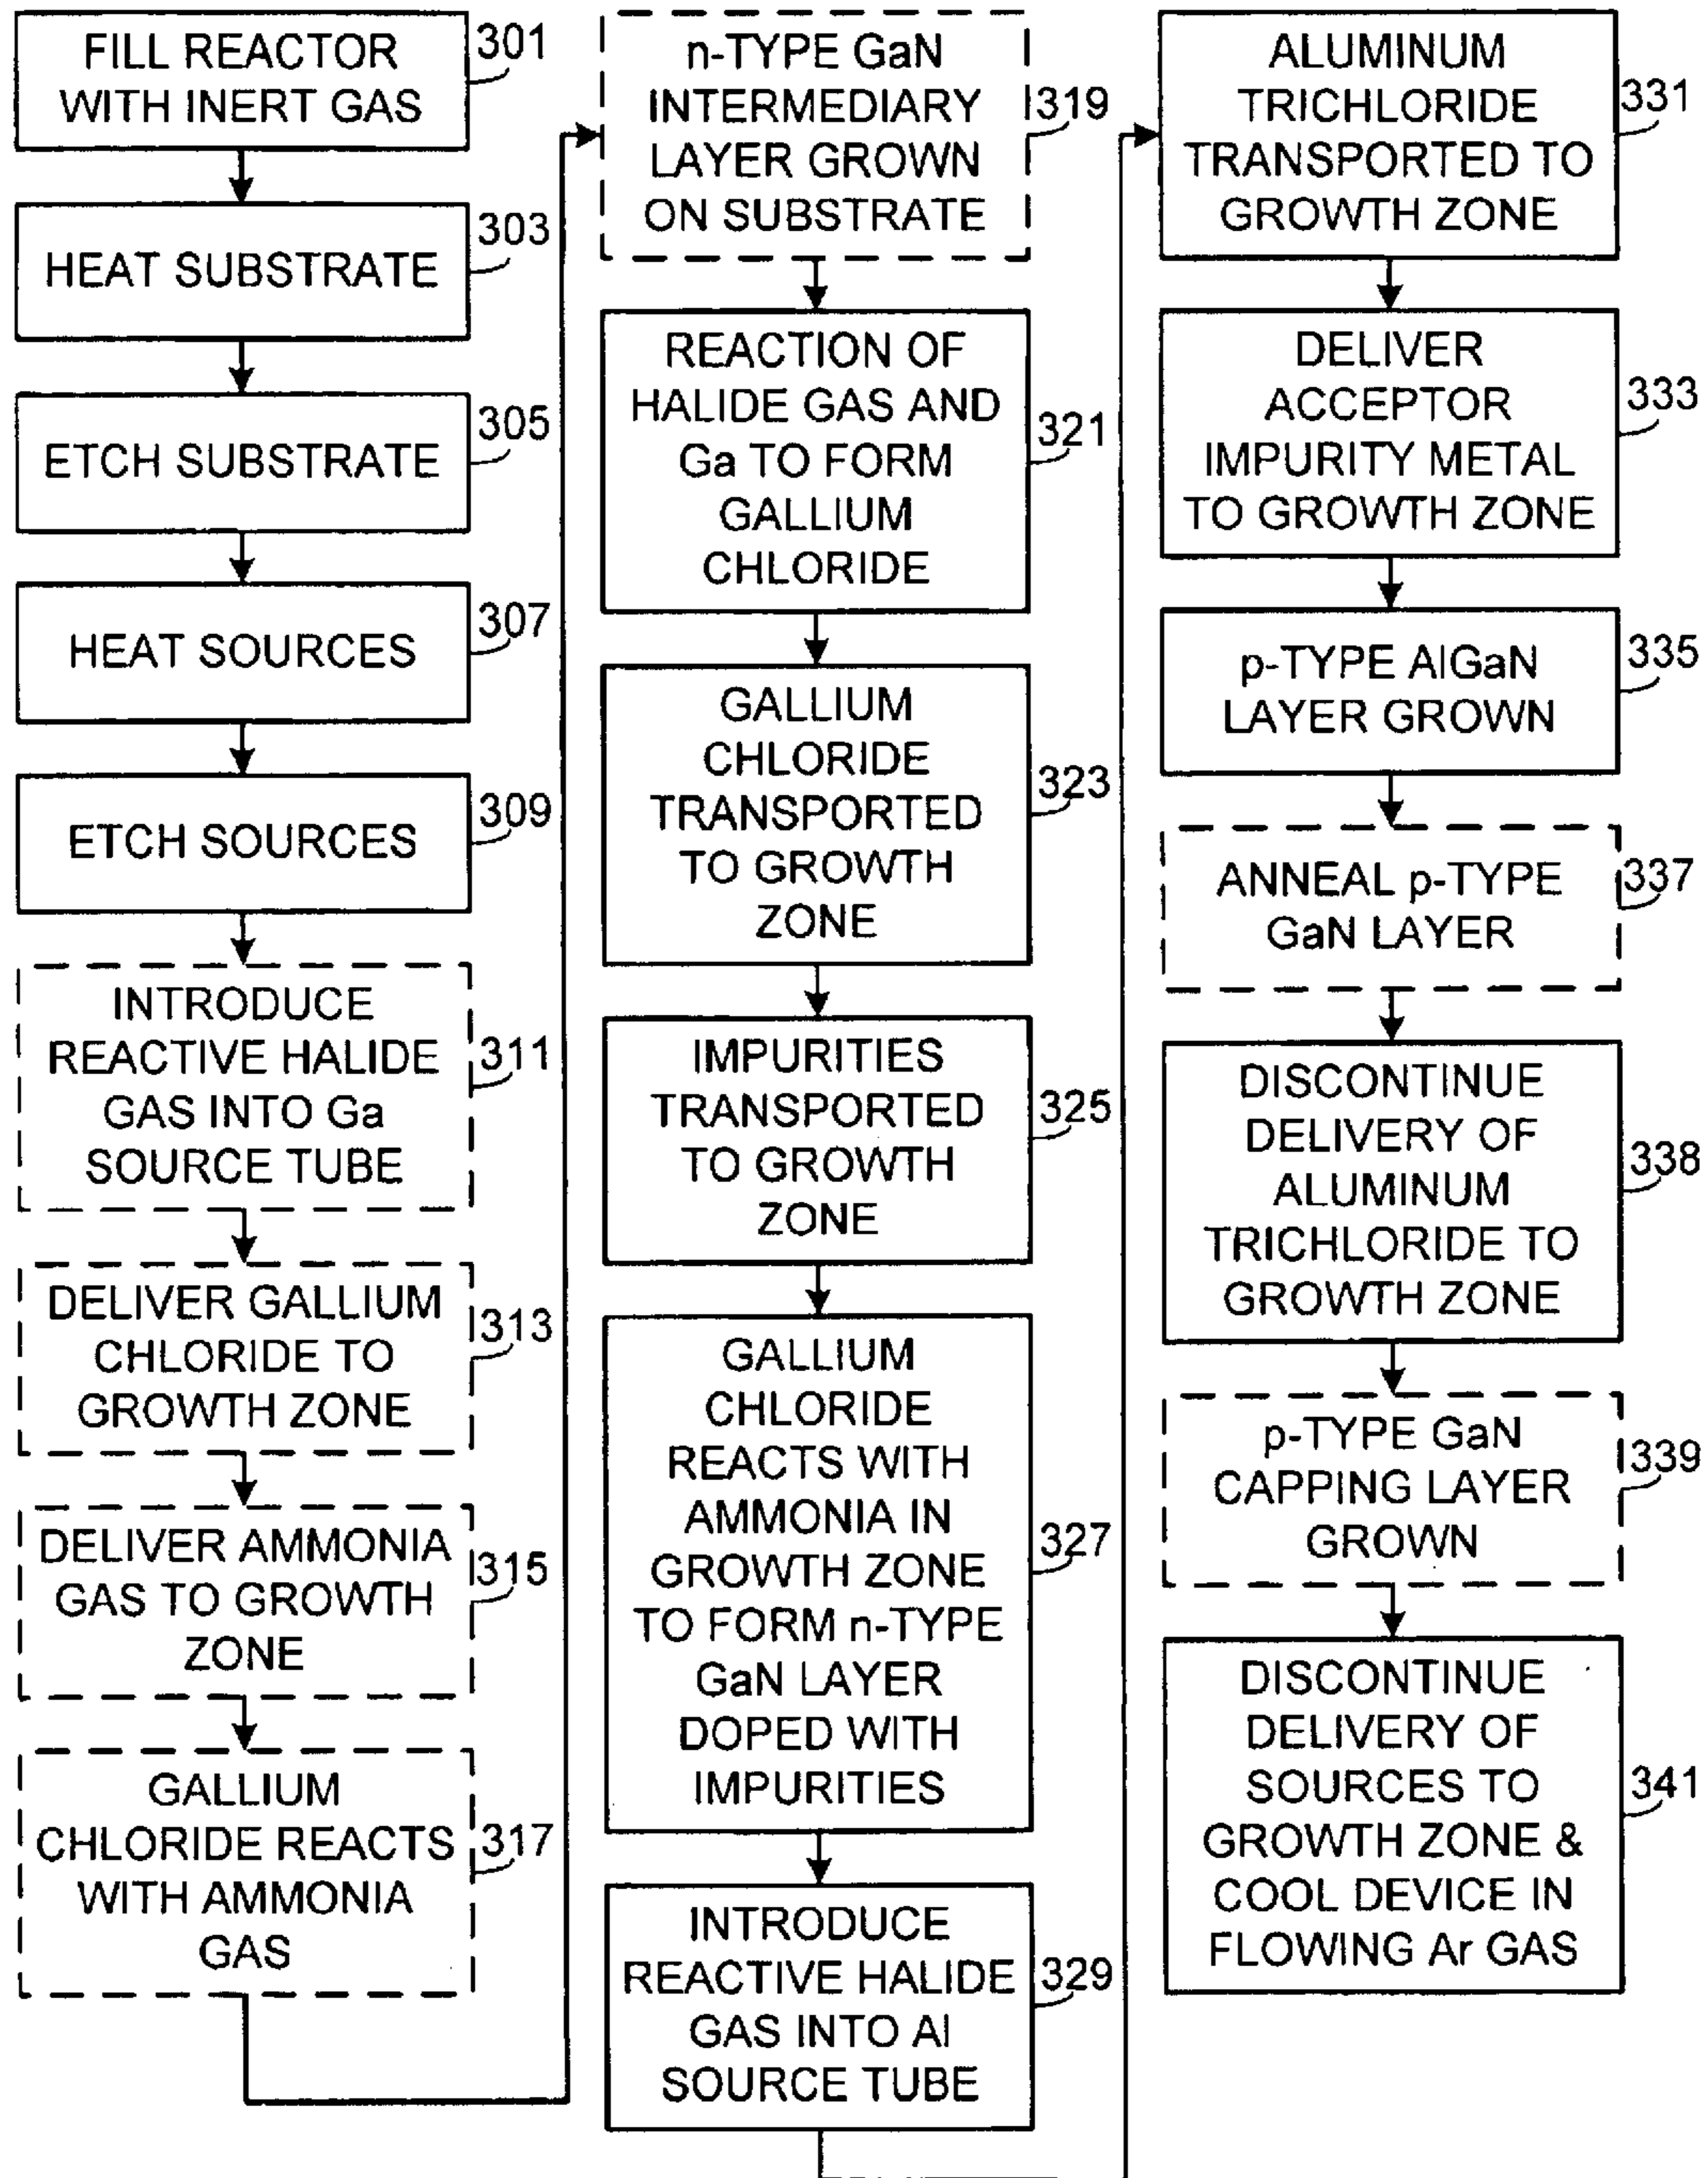 FILL REACTOR
WITH INERT GAS
301
HEAT SUBSTRATE
303
ETCH SUBSTRATE
305
HEAT SOURCES
307
ETCH SOURCES
309
INTRODUCE
REACTIVE HALIDE
GAS INTO Ga
SOURCE TUBE
311
DELIVER GALLIUM
CHLORIDE TO
GROWTH ZONE
313
DELIVER AMMONIA
GAS TO GROWTH
ZONE
315
GALLIUM
CHLORIDE REACTS
WITH AMMONIA
GAS
317
n-TYPE GaN
INTERMEDIARY
LAYER GROWN
ON SUBSTRATE
319
REACTION OF
HALIDE GAS AND
Ga TO FORM
GALLIUM
CHLORIDE
321
GALLIUM
CHLORIDE
TRANSPORTED
TO GROWTH
ZONE
323
IMPURITIES
TRANSPORTED
TO GROWTH
ZONE
325
GALLIUM
CHLORIDE
REACTS WITH
AMMONIA IN
GROWTH ZONE
TO FORM n-TYPE
GaN LAYER
DOPED WITH
IMPURITIES
327
INTRODUCE
REACTIVE HALIDE
GAS INTO Al
SOURCE TUBE
329
ALUMINUM
TRICHLORIDE
TRANSPORTED TO
GROWTH ZONE
331
DELIVER
ACCEPTOR
IMPURITY METAL
TO GROWTH ZONE
333
p-TYPE AlGaN
LAYER GROWN
335
ANNEAL p-TYPE
GaN LAYER
337
DISCONTINUE
DELIVERY OF
ALUMINUM
TRICHLORIDE TO
GROWTH ZONE
338
p-TYPE GaN
CAPPING LAYER
GROWN
339
DISCONTINUE
DELIVERY OF
SOURCES TO
GROWTH ZONE &
COOL DEVICE IN
FLOWING Ar GAS
341